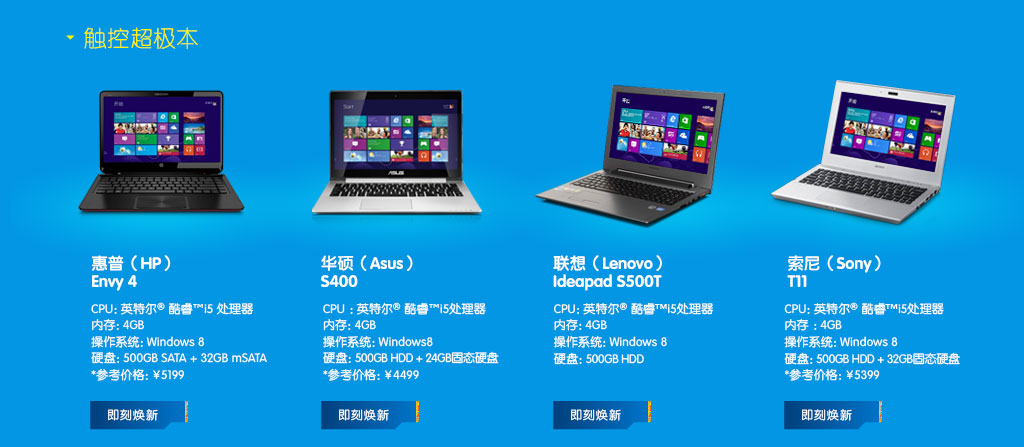 触控超极本
Start
ASUS
惠普（HP）
Envy 4
CPU: 英特尔® 酷睿™i5 处理器
内存: 4GB
操作系统: Windows 8
硬盘: 500GB SATA + 32GB mSATA
*参考价格: ￥5199
即刻焕新
华硕（Asus）
S400
CPU : 英特尔® 酷睿™i5处理器
内存: 4GB
操作系统: Windows8
硬盘: 500GB HDD + 24GB固态硬盘
*参考价格: ￥4499
即刻焕新
联想（Lenovo）
Ideapad S500T
CPU: 英特尔® 酷睿™i5处理器
内存: 4GB
操作系统: Windows 8
硬盘: 500GB HDD
即刻焕新
索尼（Sony）
T11
CPU: 英特尔® 酷睿™i5处理器
内存 : 4GB
操作系统: Windows 8
硬盘: 500GB HDD + 32GB固态硬盘
*参考价格: ￥5399
即刻焕新